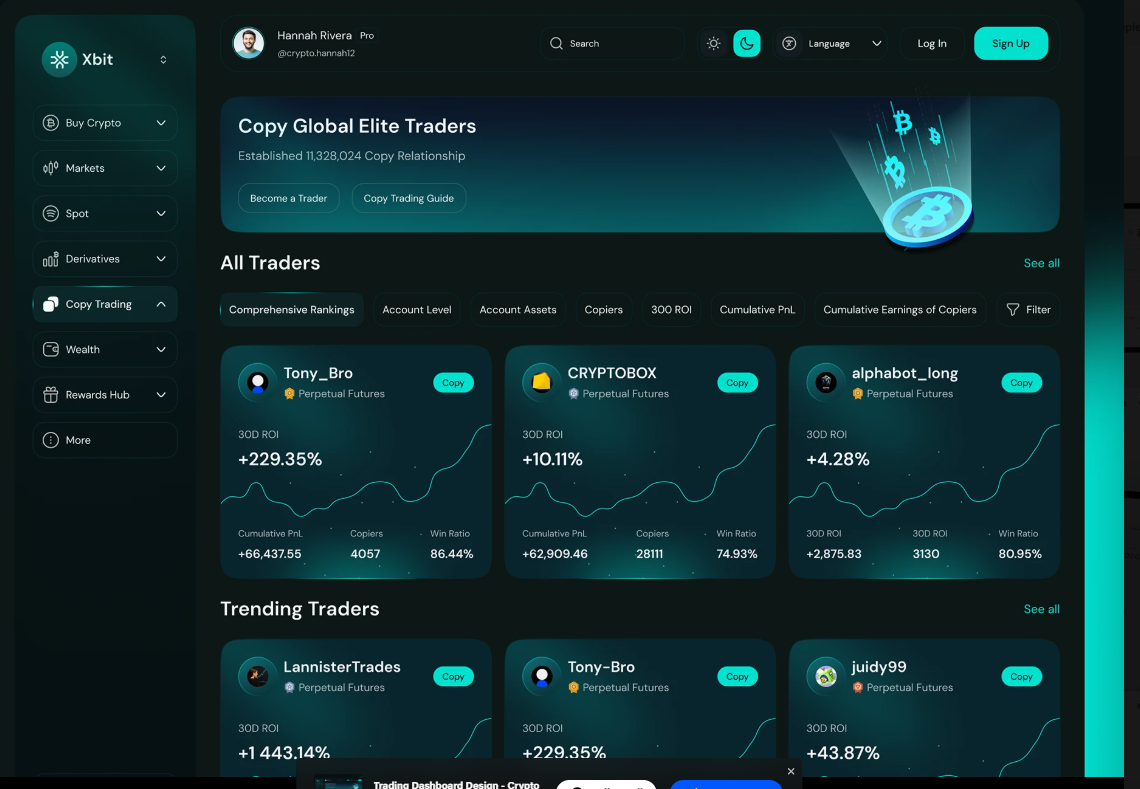 Xbit
Buy Crypto
Markets
Spot
Derivatives
Copy Trading
Wealth
Rewards Hub
More
Hannah Rivera Pro
@crypto.hannah12
Search
Language
Log In
Sign Up
Copy Global Elite Traders
Established 11,328,024 Copy Relationship
Become a Trader
Copy Trading Guide
All Traders
See all
Comprehensive Rankings
Account Level
Account Assets
Copiers
300 ROI
Cumulative PnL
Cumulative Earnings of Copiers
Filter
Tony_Bro
Perpetual Futures
Copy
30D ROI
+229.35%
Cumulative PnL Copiers Win Ratio
+66,437.55 4057 86.44%
CRYPTOBOX
Perpetual Futures
Copy
30D ROI
+10.11%
Cumulative PnL Copiers Win Ratio
+62,909.46 28111 74.93%
alphabot_long
Perpetual Futures
Copy
30D ROI
+4.28%
30D ROI 30D ROI Win Ratio
+2,875.83 3130 80.95%
Trending Traders
See all
LannisterTrades
Perpetual Futures
Copy
30D ROI
+1 443.14%
Tony-Bro
Perpetual Futures
Copy
30D ROI
+229.35%
juidy99
Perpetual Futures
Copy
30D ROI
+43.87%
Trading Dashboard Design - Crypto